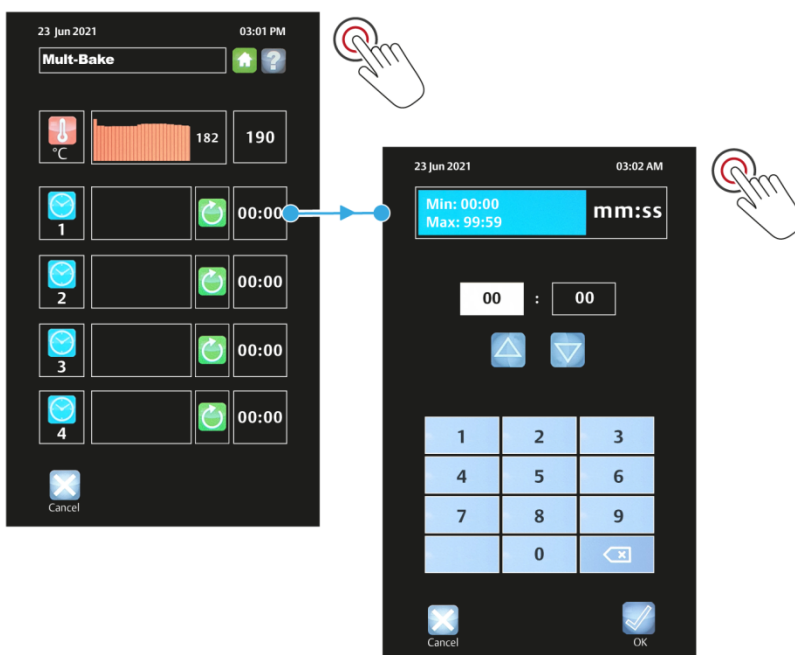 23 Jun 2021 03:01 PM
Mult-Bake
°C 182 190
1 00:00
2 00:00
3 00:00
4 00:00
Cancel
23 Jun 2021 03:02 AM
Min: 00:00
Max: 99:59
mm:ss
00 : 00
1 2 3
4 5 6
7 8 9
0
Cancel OK